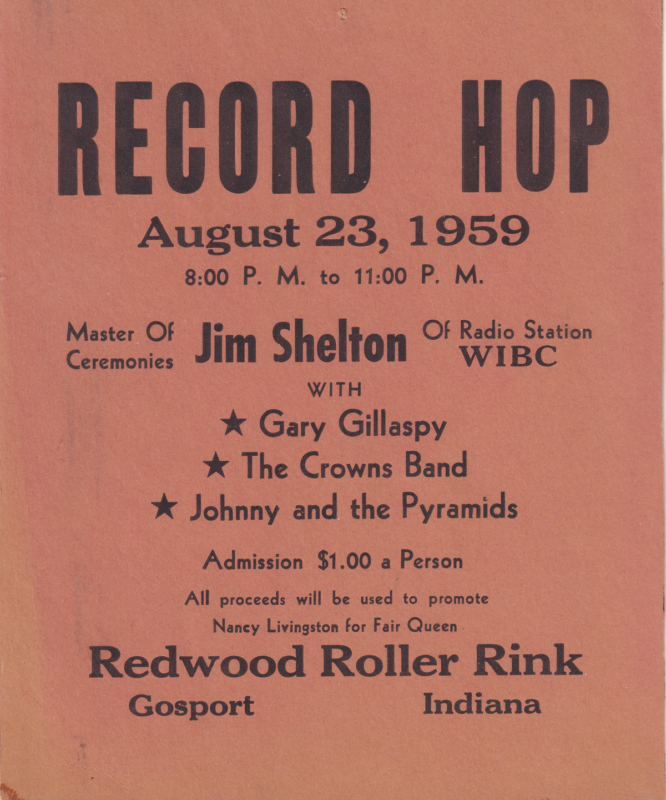 RECORD HOP
August 23, 1959
8:00 P. M. to 11:00 P. M.
Master Of Ceremonies Jim Shelton Of Radio Station WIBC
WITH
★ Gary Gillaspy
★ The Crowns Band
★ Johnny and the Pyramids
Admission $1.00 a Person
All proceeds will be used to promote
Nancy Livingston for Fair Queen
Redwood Roller Rink
Gosport Indiana